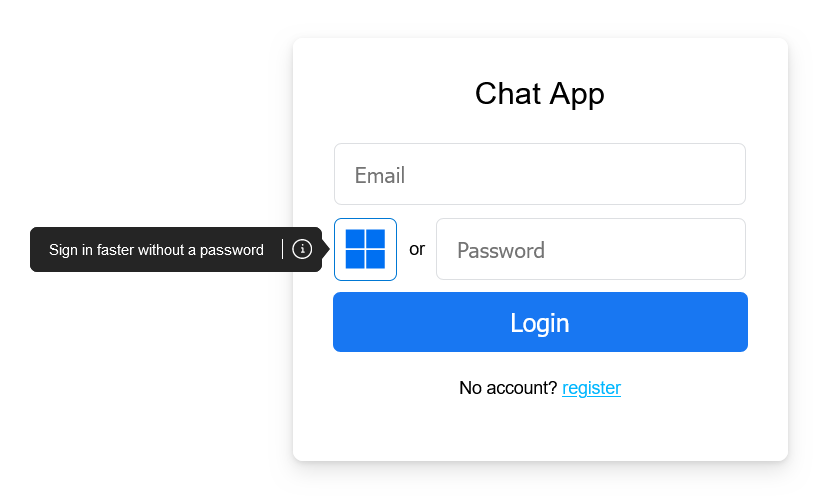 Chat App
Email
Sign in faster without a password
or
Password
Login
No account? register